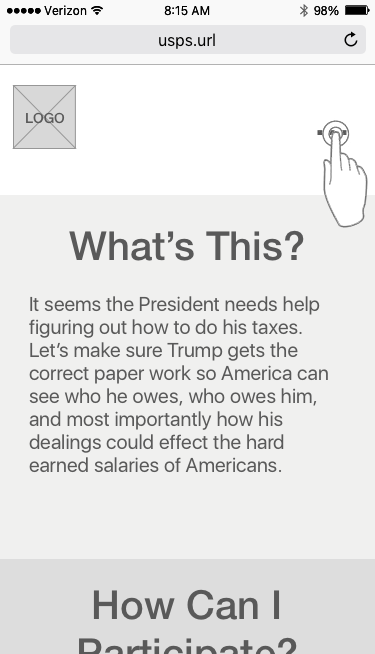 Verizon 8:15 AM 98%
usps.url
LOGO
What's This?
It seems the President needs help
figuring out how to do his taxes.
Let's make sure Trump gets the
correct paper work so America can
see who he owes, who owes him,
and most importantly how his
dealings could effect the hard
earned salaries of Americans.
How Can I
Participate?